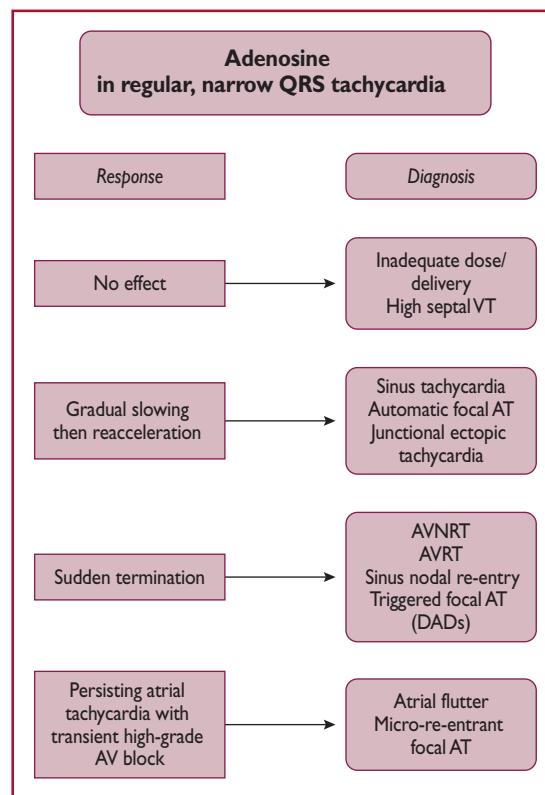 Adenosine
in regular, narrow QRS tachycardia
Response
Diagnosis
No effect
Inadequate dose/
delivery
High septal VT
Gradual slowing
then reacceleration
Sinus tachycardia
Automatic focal AT
Junctional ectopic
tachycardia
Sudden termination
AVNRT
AVRT
Sinus nodal re-entry
Triggered focal AT
(DADs)
Persisting atrial
tachycardia with
transient high-grade
AV block
Atrial flutter
Micro-re-entrant
focal AT